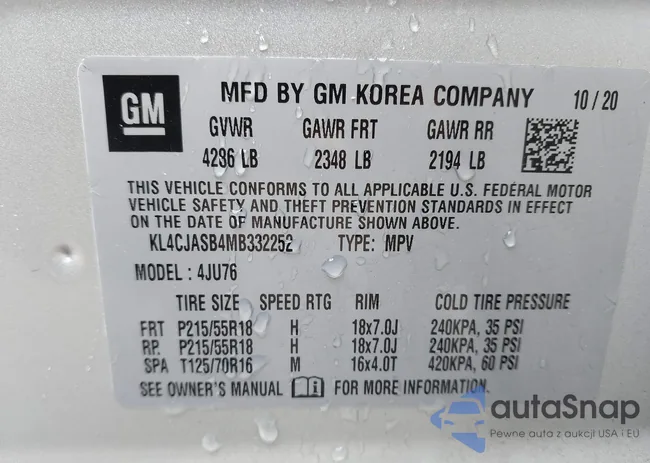 GM
MFD BY GM KOREA COMPANY 10/20
GVWR GAWR FRT GAWR RR
4286 LB 2348 LB 2194 LB
THIS VEHICLE CONFORMS TO ALL APPLICABLE U.S. FEDERAL MOTOR
VEHICLE SAFETY AND THEFT PREVENTION STANDARDS IN EFFECT
ON THE DATE OF MANUFACTURE SHOWN ABOVE.
KL4CJASB4MB332252 TYPE: MPV
MODEL : 4JU76
TIRE SIZE SPEED RTG RIM COLD TIRE PRESSURE
FRT P215/55R18 H 18x7.0J 240KPA, 35 PSI
RP. P215/55R18 H 18x7.0J 240KPA, 35 PSI
SPA T125/70R16 M 16x4.0T 420KPA, 60 PSI
SEE OWNER'S MANUAL FOR MORE INFORMATION.
autaSnap
Pewne auta z aukcji USA i EU